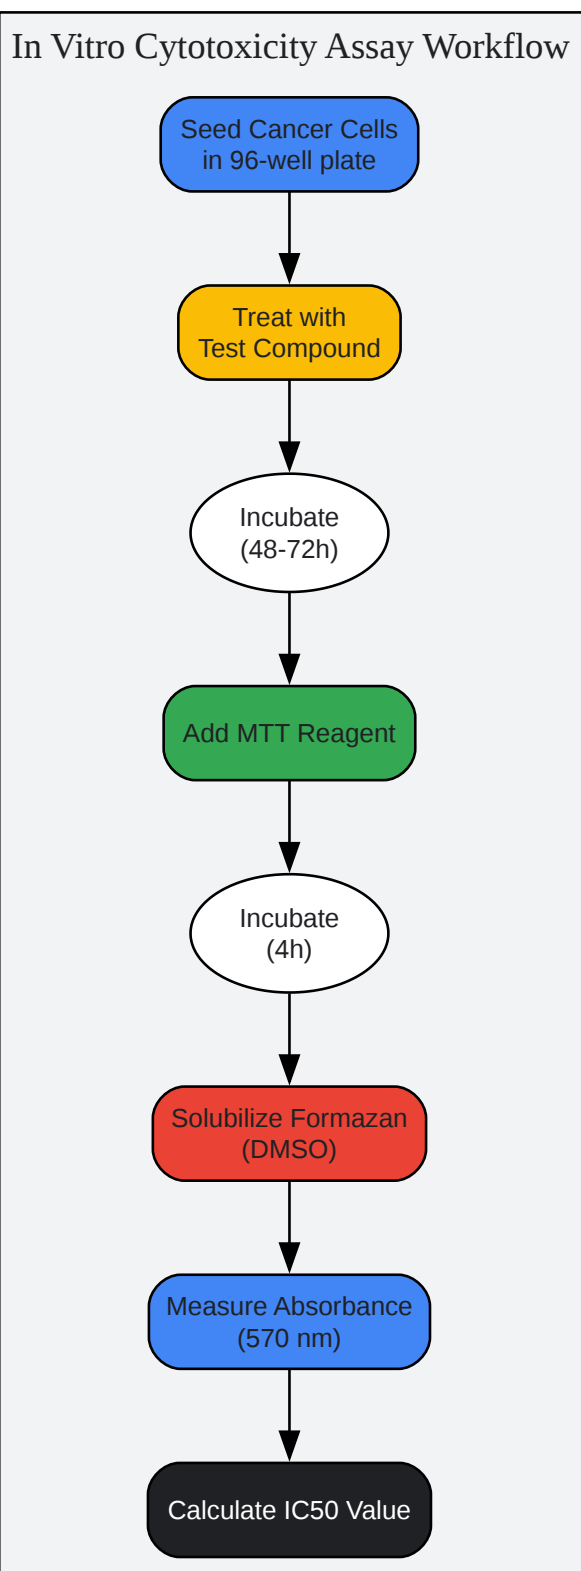 In Vitro Cytotoxicity Assay Workflow
Seed Cancer Cells
in 96-well plate
Treat with
Test Compound
Incubate
(48-72h)
Add MTT Reagent
Incubate
(4h)
Solubilize Formazan
(DMSO)
Measure Absorbance
(570 nm)
Calculate IC50 Value